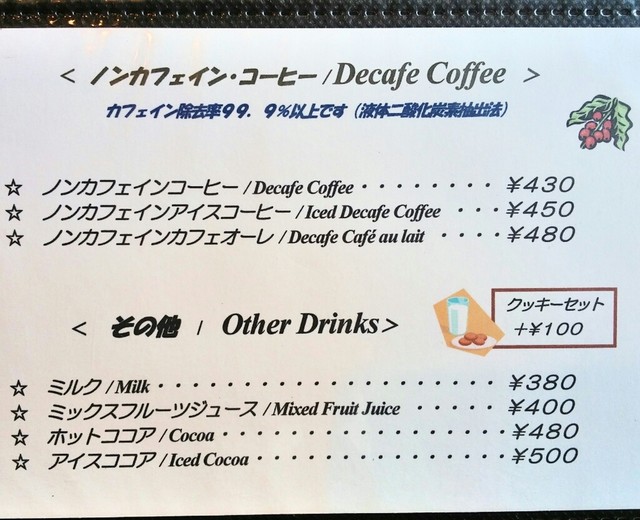 < ノンカフェイン・コーヒー / Decafe Coffee >
カフェイン除去率99.9%以上です（液体二酸化炭素抽出法）
☆ ノンカフェインコーヒー / Decafe Coffee・・・・・・・・ ¥430
☆ ノンカフェインアイスコーヒー / Iced Decafe Coffee ・・・¥450
☆ ノンカフェインカフェオーレ / Decafe Café au lait ・・・・¥480
クッキーセット
+¥100
< その他 / Other Drinks>
☆ ミルク / Milk・・・・・・・・・・・・・・・・・・・・・¥380
☆ ミックスフルーツジュース / Mixed Fruit Juice ・・・・・・¥400
☆ ホットココア / Cocoa・・・・・・・・・・・・・・・・・・¥480
☆ アイスココア / Iced Cocoa・・・・・・・・・・・・・・・・¥500